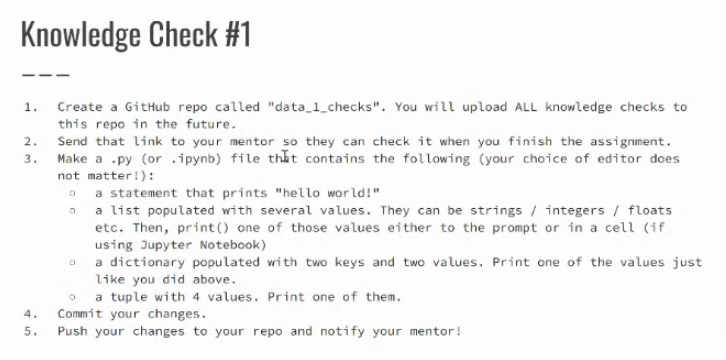 Knowledge Check #1
———
1. Create a GitHub repo called "data_1_checks". You will upload ALL knowledge checks to
this repo in the future.
2. Send that link to your mentor so they can check it when you finish the assignment.
3. Make a .py (or .ipynb) file that contains the following (your choice of editor does
not matter!):
○ a statement that prints "hello world!"
○ a list populated with several values. They can be strings / integers / floats
etc. Then, print() one of those values either to the prompt or in a cell (if
using Jupyter Notebook)
○ a dictionary populated with two keys and two values. Print one of the values just
like you did above.
○ a tuple with 4 values. Print one of them.
4. Commit your changes.
5. Push your changes to your repo and notify your mentor!